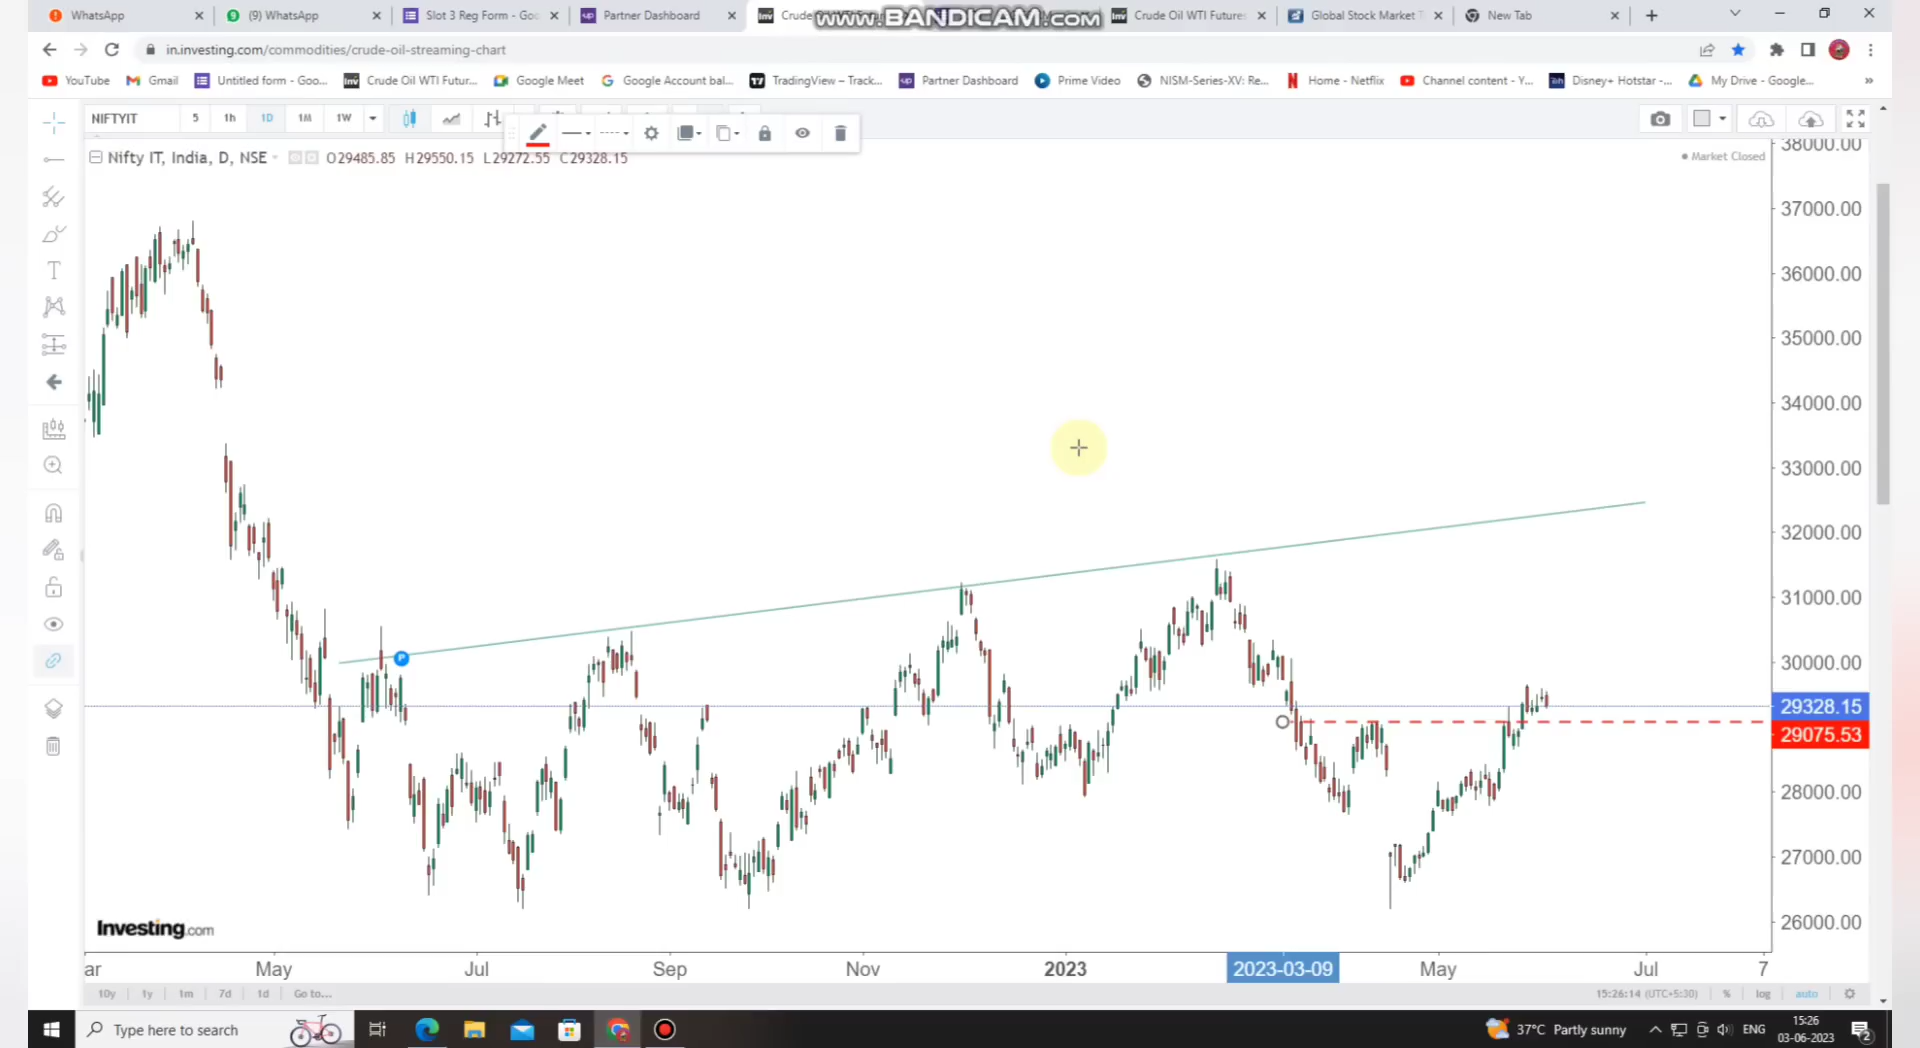 WhatsApp
(9) WhatsApp
Slot 3 Reg Form - Goo
Partner Dashboard
www.BANDICAM.com
Crude Oil WTI Future
Global Stock Market T
New Tab
in.investing.com/commodities/crude-oil-streaming-chart
YouTube
Gmail
Untitled form - Goo...
Crude Oil WTI Futur...
Google Meet
Google Account bal...
TradingView – Track...
Partner Dashboard
Prime Video
NISM-Series-XV: Re...
Home - Netflix
Channel content - Y...
Disney+ Hotstar -...
My Drive - Google...
NIFTYIT 5 1h 1D 1M 1W
Nifty IT, India, D, NSE O29485.85 H29550.15 L29272.55 C29328.15
Market Closed
38000.00
37000.00
36000.00
35000.00
34000.00
33000.00
32000.00
31000.00
30000.00
29328.15
29075.53
28000.00
27000.00
26000.00
Investing.com
ar May Jul Sep Nov 2023 2023-03-09 May Jul 7
10y 1y 1m 7d 1d Go to... 15:26:14 (UTC+5:30) % log auto
Type here to search
37°C Partly sunny
ENG
15:26
03-06-2023
2